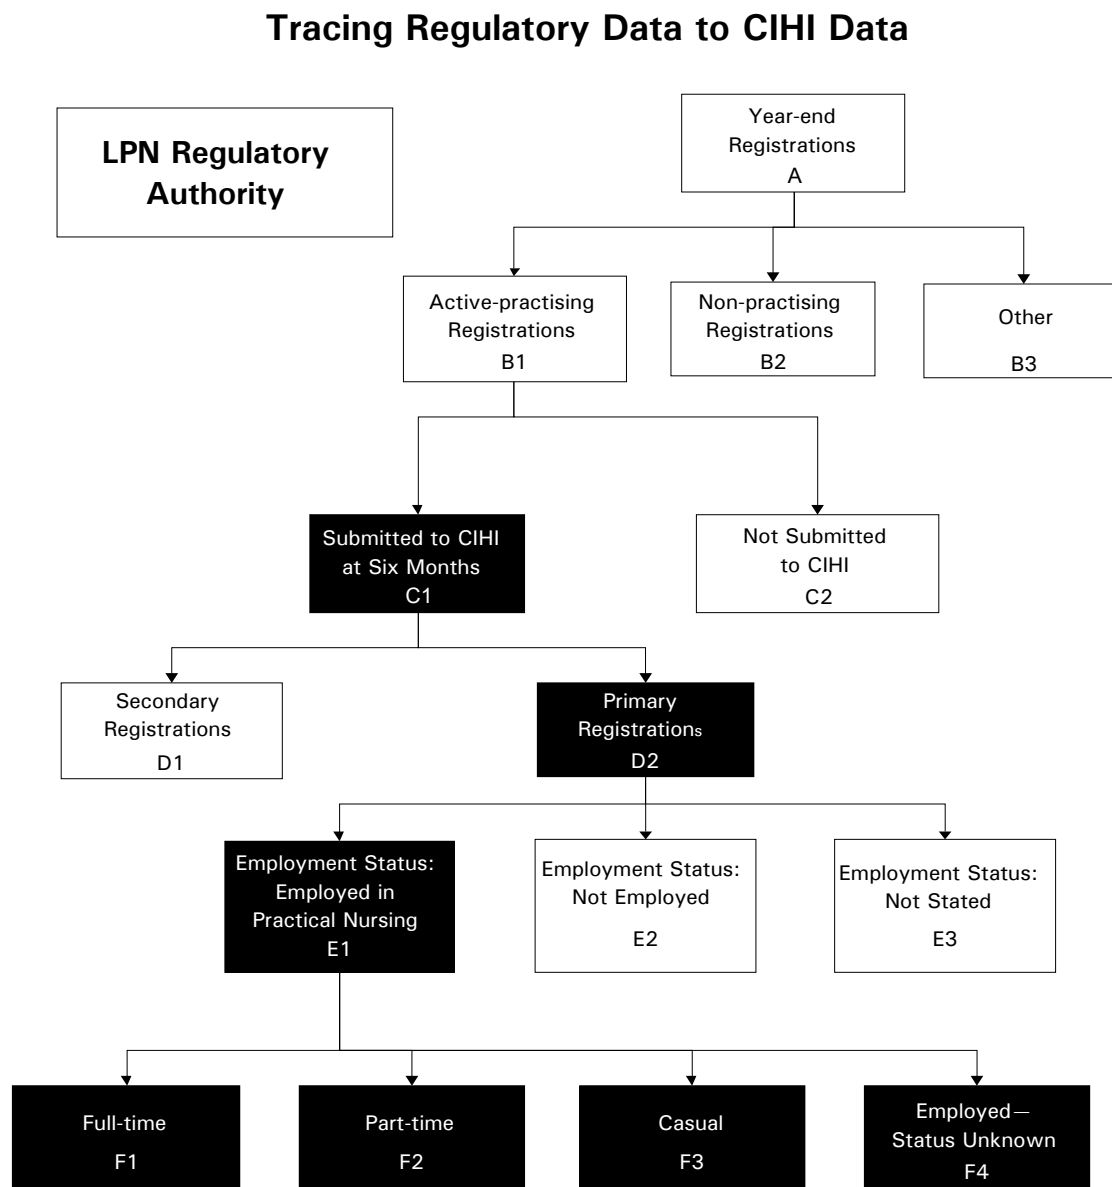 Tracing Regulatory Data to CIHI Data
LPN Regulatory
Authority
Year-end
Registrations
A
Active-practising
Registrations
B1
Non-practising
Registrations
B2
Other
B3
Submitted to CIHI
at Six Months
C1
Not Submitted
to CIHI
C2
Secondary
Registrations
D1
Primary
Registrations
D2
Employment Status:
Employed in
Practical Nursing
E1
Employment Status:
Not Employed
E2
Employment Status:
Not Stated
E3
Full-time
F1
Part-time
F2
Casual
F3
Employed—
Status Unknown
F4